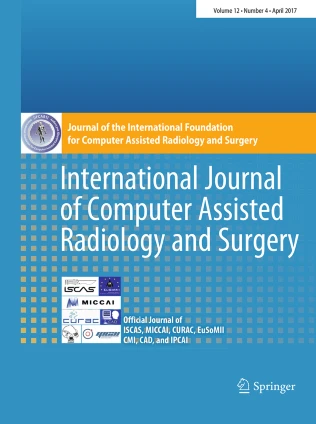 Volume 12 • Number 4 • April 2017
Journal of the International Foundation
for Computer Assisted Radiology and Surgery
International Journal
of Computer Assisted
Radiology and Surgery
ISCAS
MICCAI
curac
Official Journal of
ISCAS, MICCAI, CURAC, EuSoMII
CMI, CAD, and IPCAI
Springer